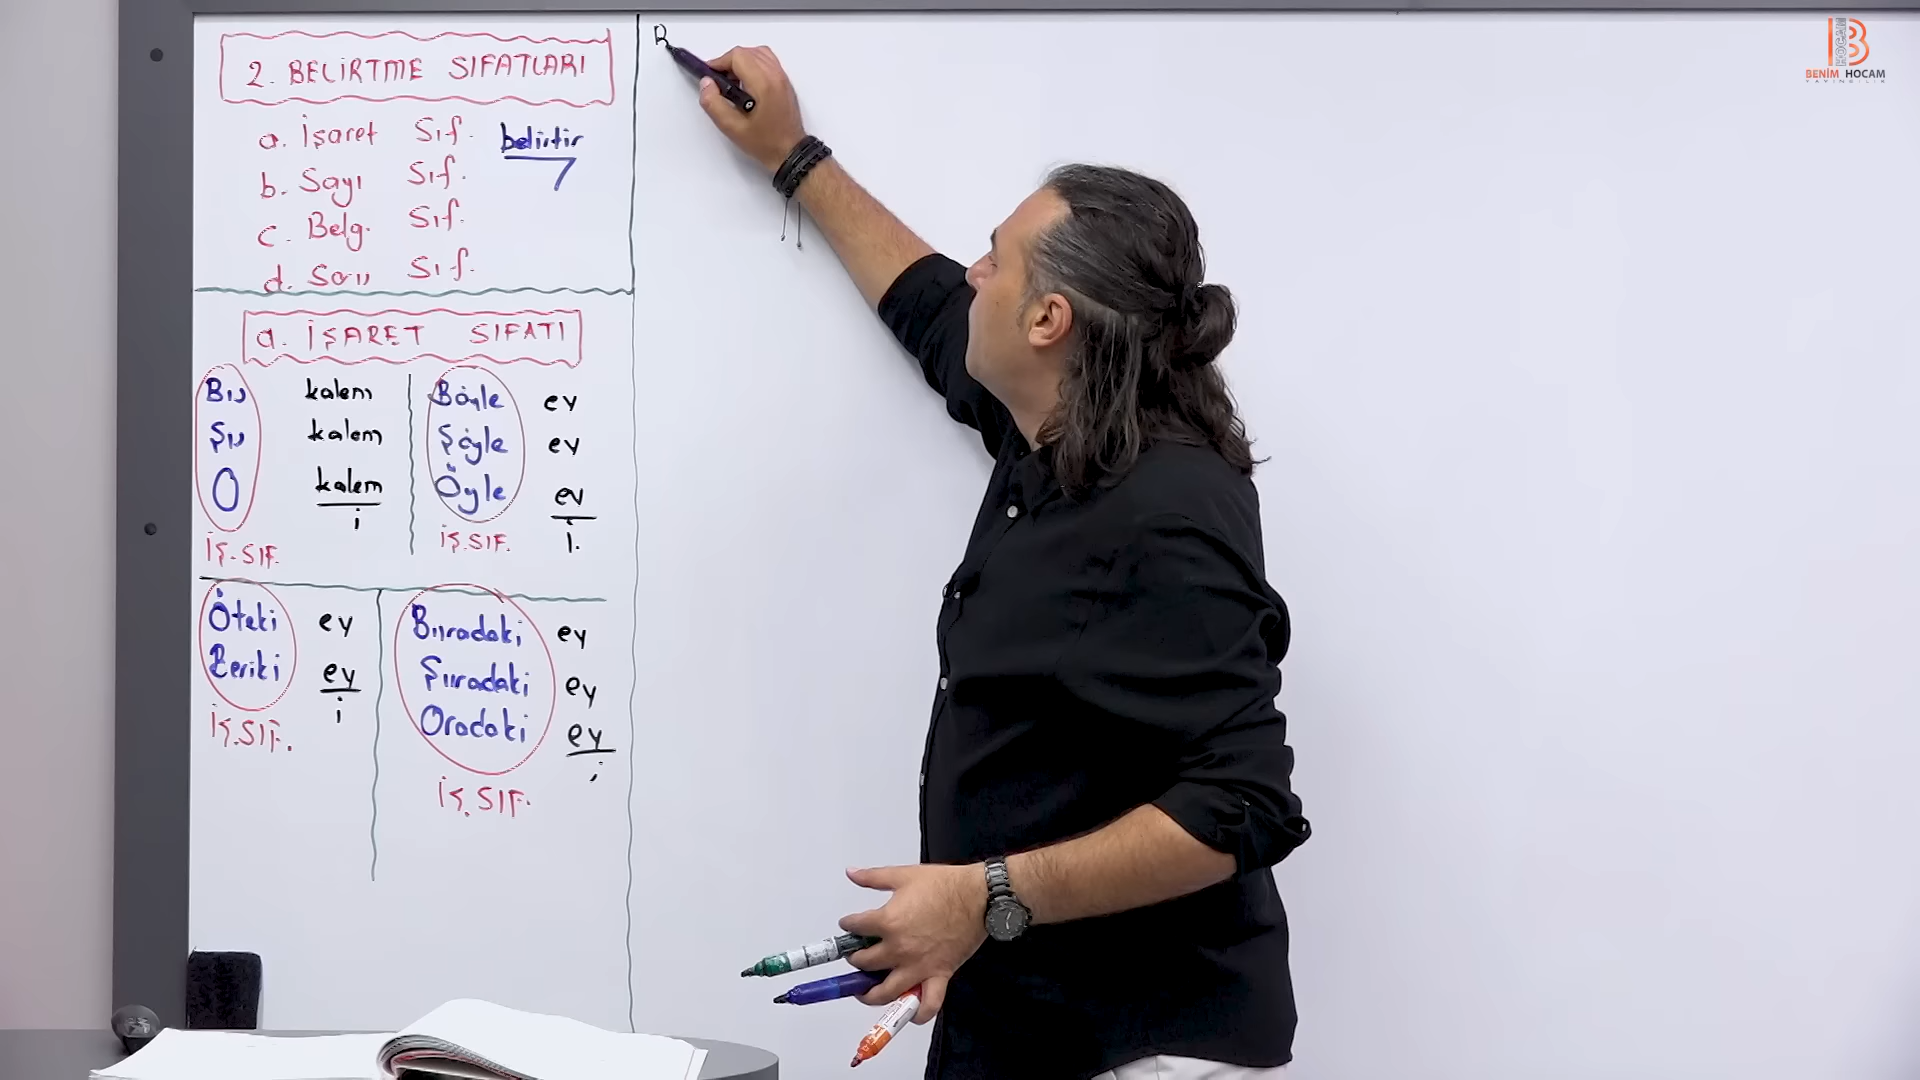 2. BELİRTME SIFATLARI
a. İşaret Sıf.
b. Sayı Sıf.
c. Belg. Sıf.
d. Soru Sıf.
belirtir
a. İŞARET SIFATI
Bu kalem
Şu kalem
O kalem
i
İŞ.SIF.
Böyle ev
Şöyle ev
Öyle ev
i.
İŞ.SIF.
Öteki ev
Beriki ev
i
İŞ.SIF.
Buradaki ev
Şuradaki ev
Oradaki ev
i
İŞ.SIF.
B
HOCAM
BENİM HOCAM
YAYINCILIK